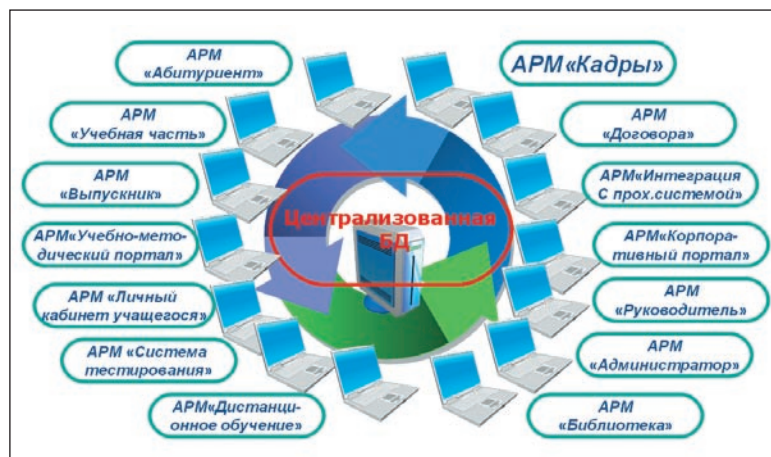 АРМ
«Абитуриент»
АРМ
«Учебная часть»
АРМ
«Выпускник»
АРМ«Учебно-мето-
дический портал»
АРМ «Личный
кабинет учащегося»
АРМ «Система
тестирования»
АРМ«Дистанци-
онное обучение»
Централизованная
БД
АРМ«Кадры»
АРМ
«Договора»
АРМ«Интеграция
С прох.системой»
АРМ«Корпора-
тивный портал»
АРМ
«Руководитель»
АРМ
«Администратор»
АРМ
«Библиотека»